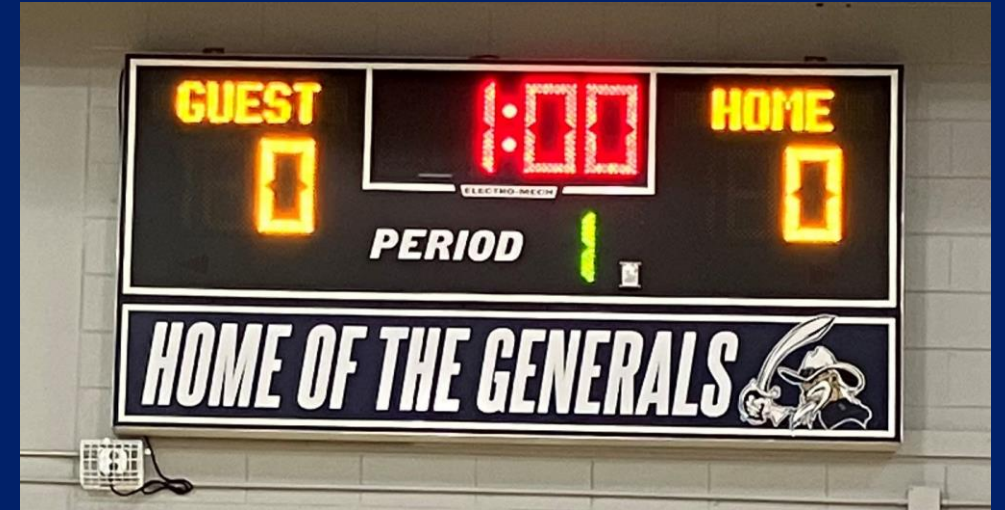 GUEST 1:00 HOME
0 0
ELECTRO-MECH
PERIOD 1
HOME OF THE GENERALS